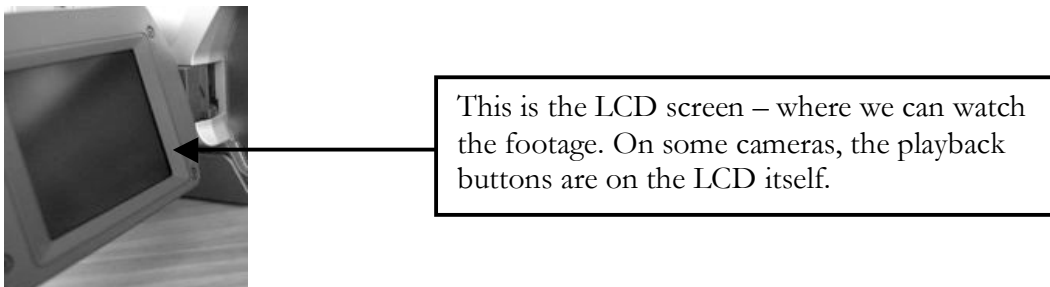 This is the LCD screen – where we can watch
the footage. On some cameras, the playback
buttons are on the LCD itself.